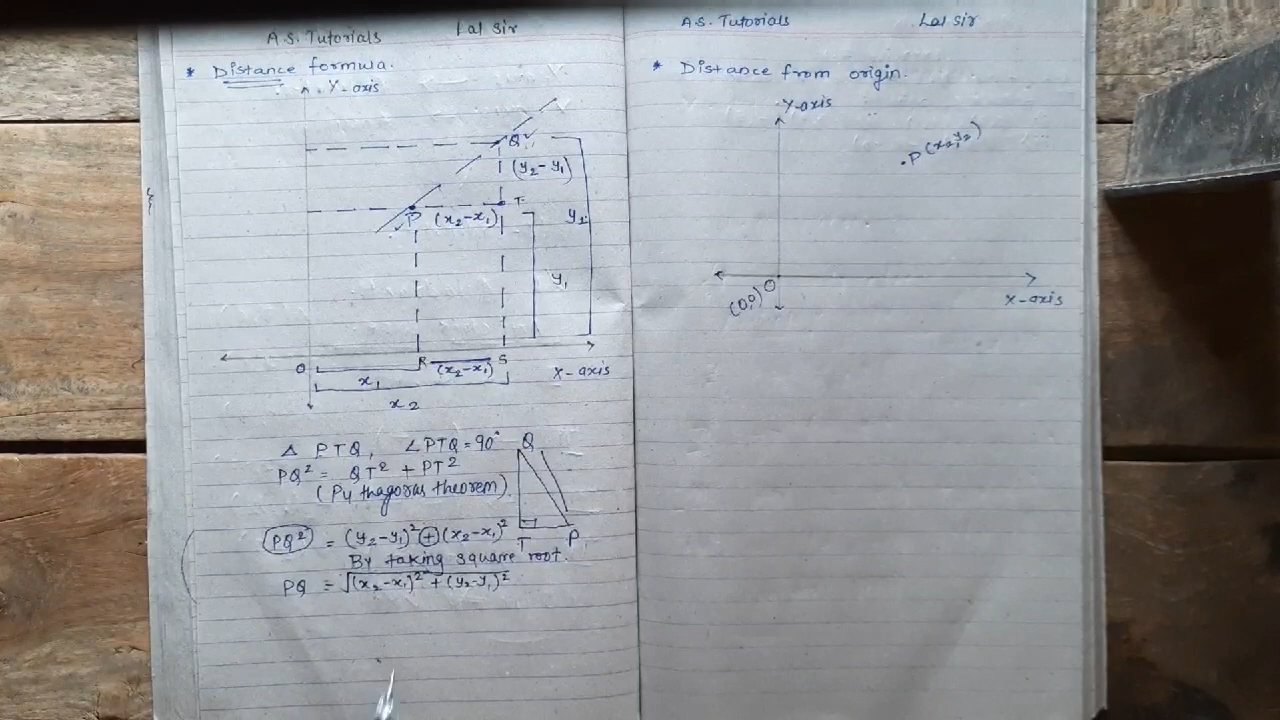 A.S. Tutorials Lal Sir
* Distance formula.
Y-axis
Q
(y₂-y₁)
T
P (x₂-x₁)
y₂
y₁
O R (x₂-x₁) S
x₁ X-axis
x₂
Δ PTQ, ∠PTQ = 90° Q
PQ² = QT² + PT²
(Pythagoras theorem).
PQ² = (y₂-y₁)² + (x₂-x₁)²
T P
By taking square root.
PQ = √(x₂-x₁)² + (y₂-y₁)²
A.S. Tutorials Lal Sir
* Distance from origin.
Y-axis
.P(x₂,y₂)
O
(0,0)
X-axis